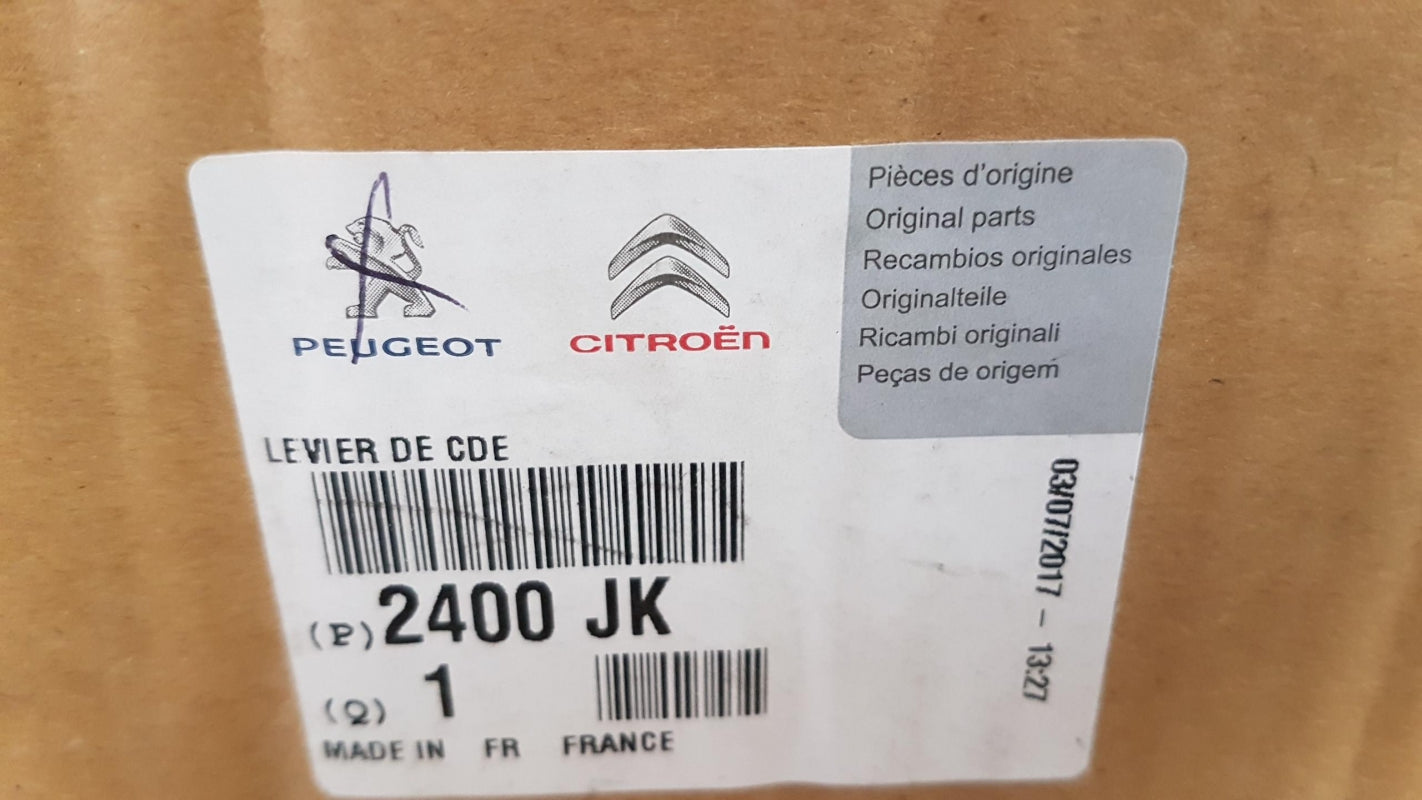 PEUGEOT
CITROËN
Pièces d'origine
Original parts
Recambios originales
Originalteile
Ricambi originali
Peças de origem
LEVIER DE CDE
(P) 2400 JK
(Q) 1
MADE IN FR FRANCE
03/07/2017 - 13:27